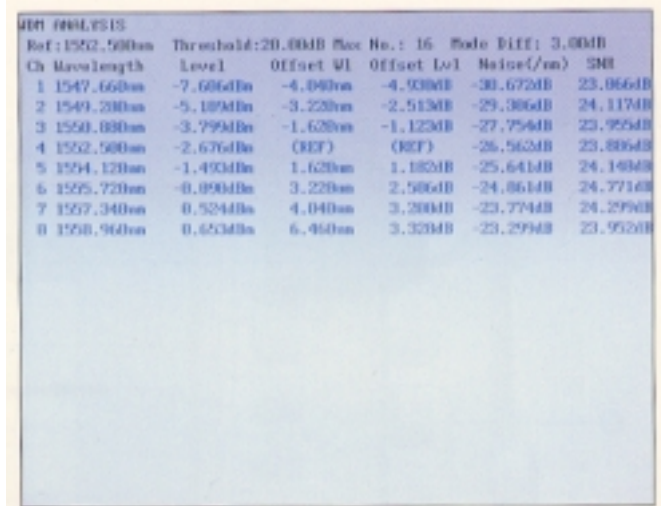 WDM ANALYSIS
Ref:1552.500nm Threshold:20.00dB Max No.: 16 Mode Diff: 3.00dB
Ch Wavelength Level Offset Wl Offset Lvl Noise(/nm) SNR
1 1547.660nm -7.606dBm -4.840nm -4.930dB -30.672dB 23.066dB
2 1549.280nm -5.189dBm -3.220nm -2.513dB -29.306dB 24.117dB
3 1550.880nm -3.799dBm -1.620nm -1.123dB -27.754dB 23.955dB
4 1552.500nm -2.676dBm (REF) (REF) -26.562dB 23.886dB
5 1554.120nm -1.493dBm 1.620nm 1.182dB -25.641dB 24.148dB
6 1555.720nm -0.090dBm 3.220nm 2.586dB -24.861dB 24.771dB
7 1557.340nm 0.524dBm 4.840nm 3.200dB -23.774dB 24.299dB
8 1558.960nm 0.653dBm 6.460nm 3.328dB -23.299dB 23.952dB